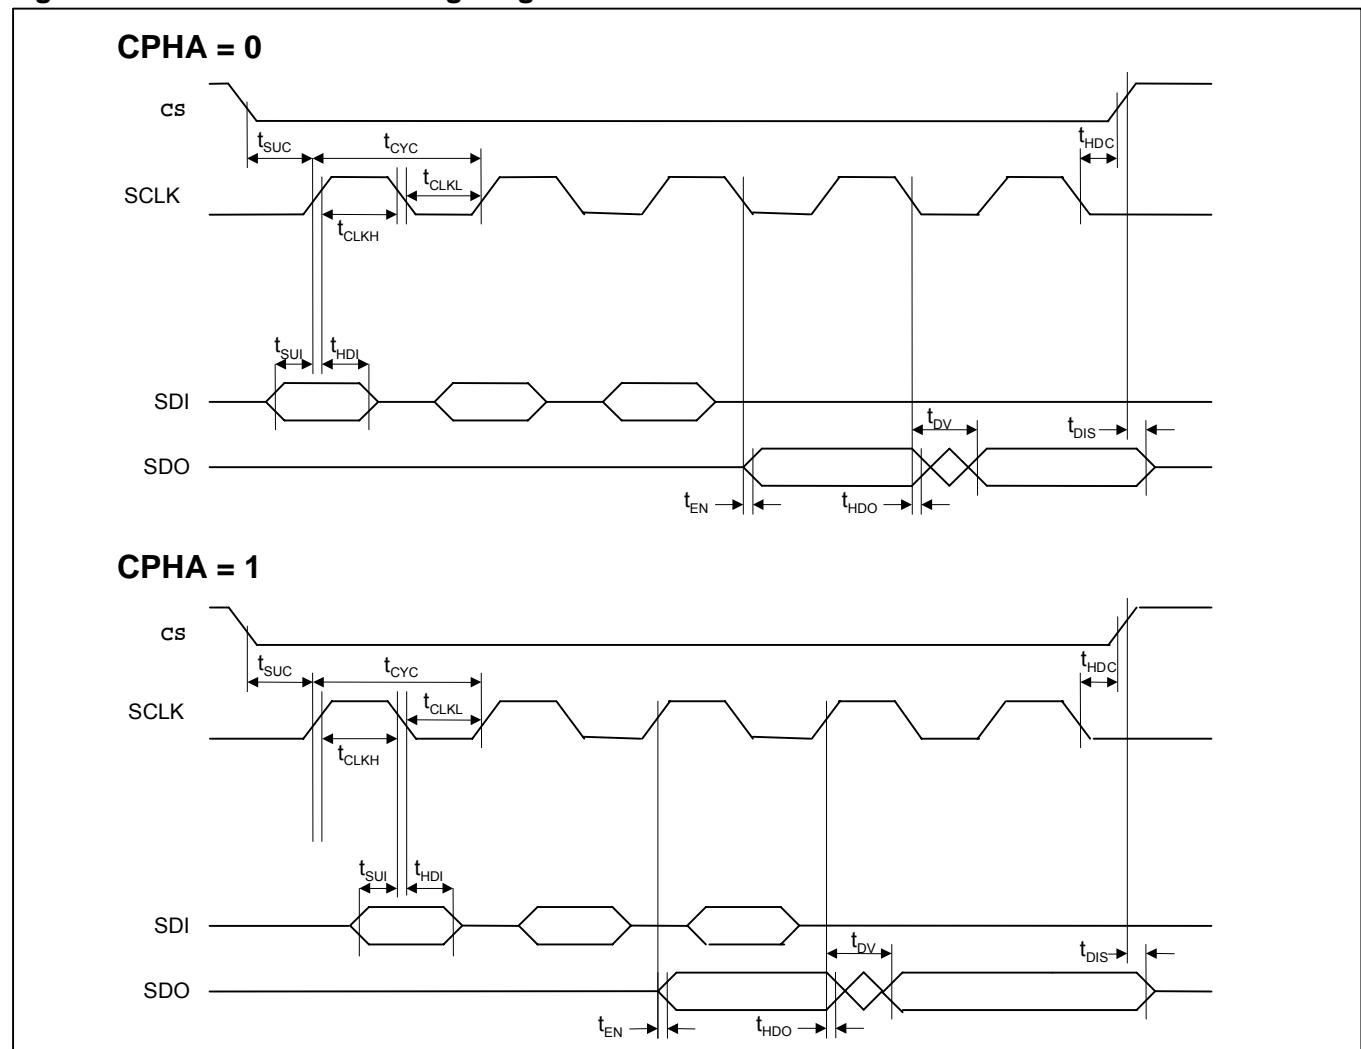 CPHA = 0
CS
tSUC
tCYC
tHDC
tCLKL
SCLK
tCLKH
tSUI
tHDI
SDI
tDV
tDIS
SDO
tEN
tHDO
CPHA = 1
CS
tSUC
tCYC
tHDC
tCLKL
SCLK
tCLKH
tSUI
tHDI
SDI
tDV
tDIS
SDO
tEN
tHDO